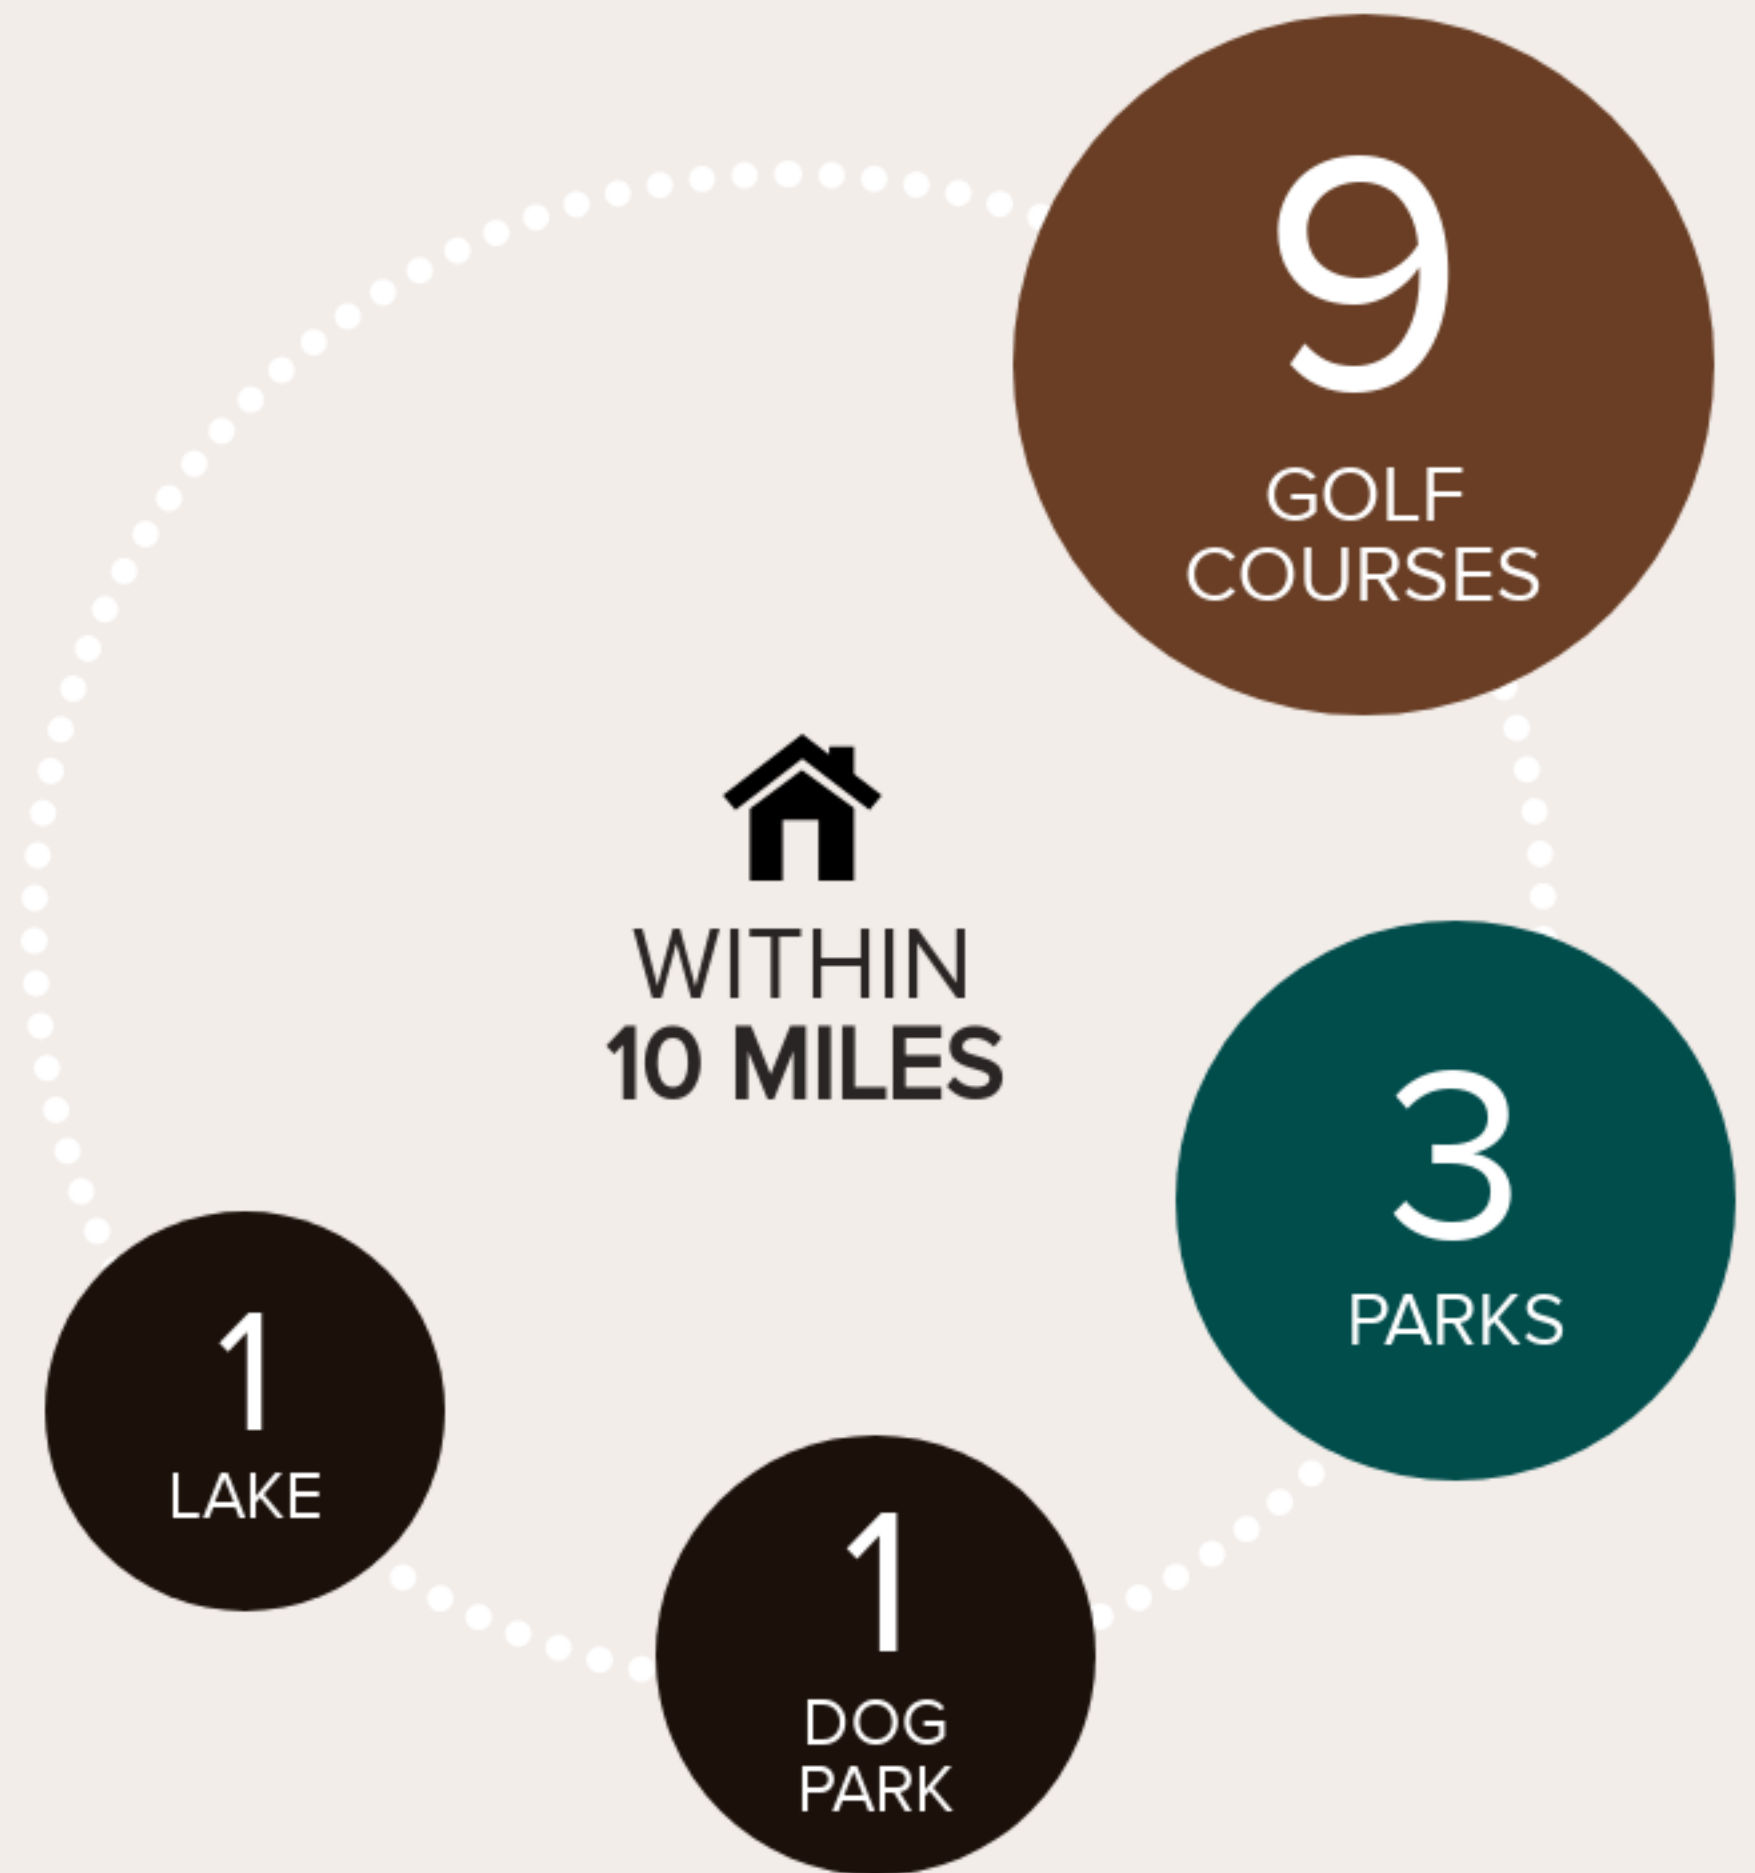 9
GOLF
COURSES
WITHIN
10 MILES
3
PARKS
1
LAKE
1
DOG
PARK